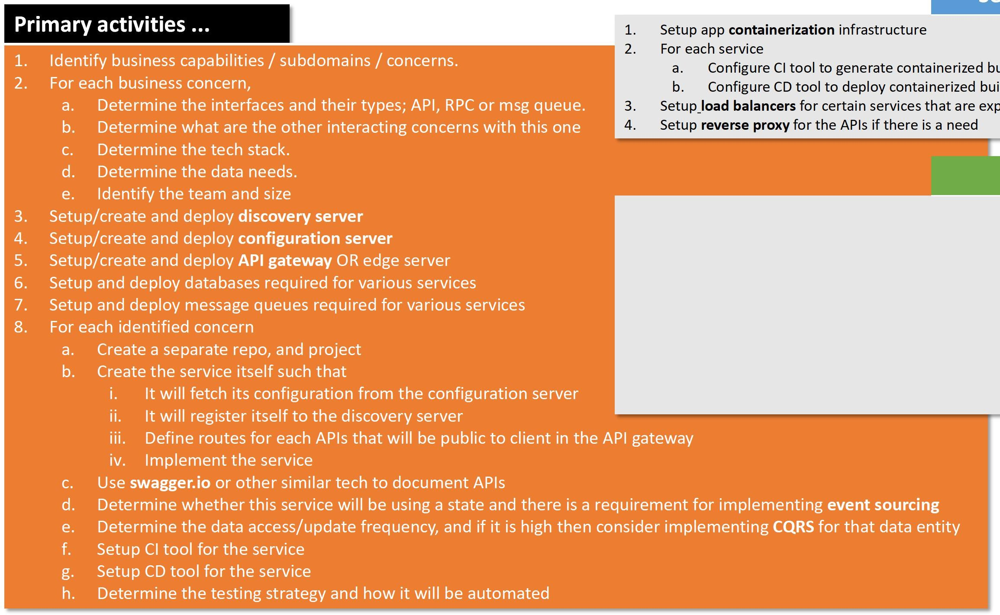 Primary activities ...
1. Identify business capabilities / subdomains / concerns.
2. For each business concern,
a. Determine the interfaces and their types; API, RPC or msg queue.
b. Determine what are the other interacting concerns with this one
c. Determine the tech stack.
d. Determine the data needs.
e. Identify the team and size
3. Setup/create and deploy discovery server
4. Setup/create and deploy configuration server
5. Setup/create and deploy API gateway OR edge server
6. Setup and deploy databases required for various services
7. Setup and deploy message queues required for various services
8. For each identified concern
a. Create a separate repo, and project
b. Create the service itself such that
i. It will fetch its configuration from the configuration server
ii. It will register itself to the discovery server
iii. Define routes for each APIs that will be public to client in the API gateway
iv. Implement the service
c. Use swagger.io or other similar tech to document APIs
d. Determine whether this service will be using a state and there is a requirement for implementing event sourcing
e. Determine the data access/update frequency, and if it is high then consider implementing CQRS for that data entity
f. Setup CI tool for the service
g. Setup CD tool for the service
h. Determine the testing strategy and how it will be automated
1. Setup app containerization infrastructure
2. For each service
a. Configure CI tool to generate containerized
b. Configure CD tool to deploy containerized
3. Setup load balancers for certain services that are
4. Setup reverse proxy for the APIs if there is a need